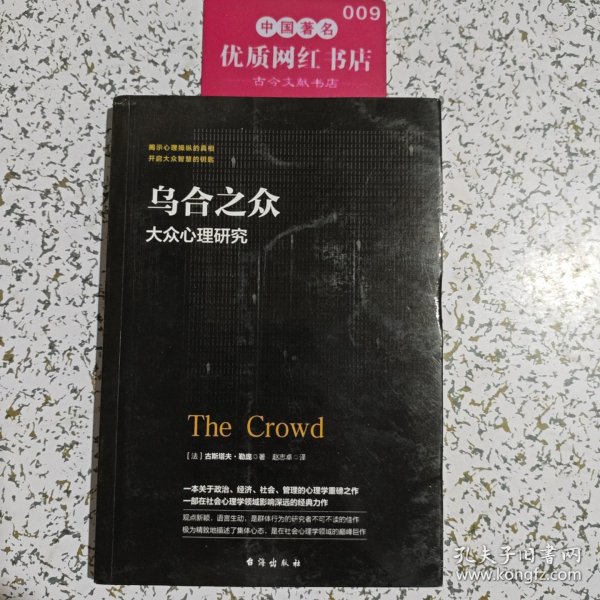 009
中国著名
优质网红书店
古今文献书店
揭示心理操纵的真相
开启大众智慧的钥匙
乌合之众
大众心理研究
The Crowd
［法］古斯塔夫·勒庞◎著 赵志卓◎译
一本关于政治、经济、社会、管理的心理学重磅之作
一部在社会心理学领域影响深远的经典力作
观点新颖，语言生动，是群体行为的研究者不可不读的佳作
极为精致地描述了集体心态，是在社会心理学领域的巅峰巨作
台海出版社
孔夫子旧书网
www.kongfz.com